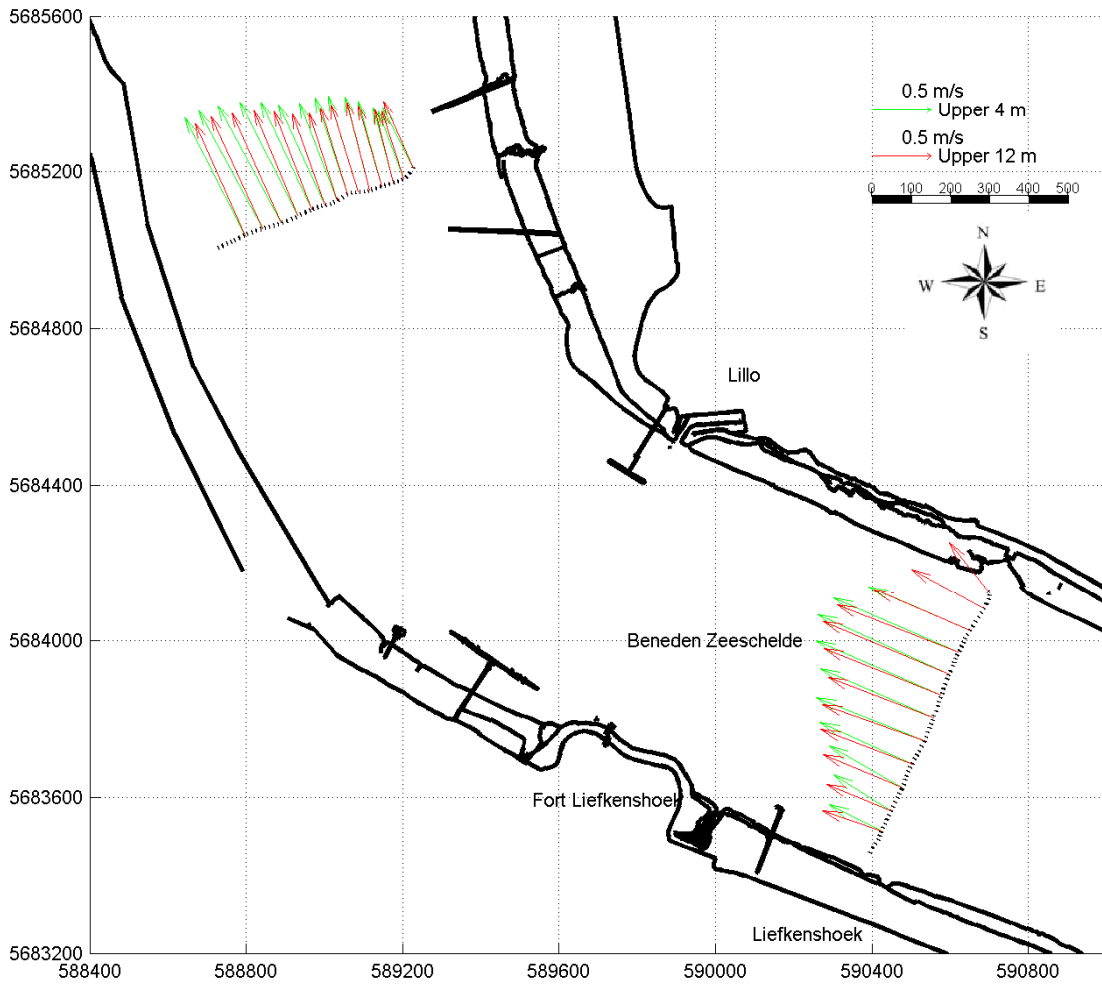 5685600
5685200
5684800
5684400
5684000
5683600
5683200
588400 588800 589200 589600 590000 590400 590800
0.5 m/s
Upper 4 m
0.5 m/s
Upper 12 m
0 100 200 300 400 500
N
W E
S
Lillo
Beneden Zeeschelde
Fort Liefkenshoek
Liefkenshoek